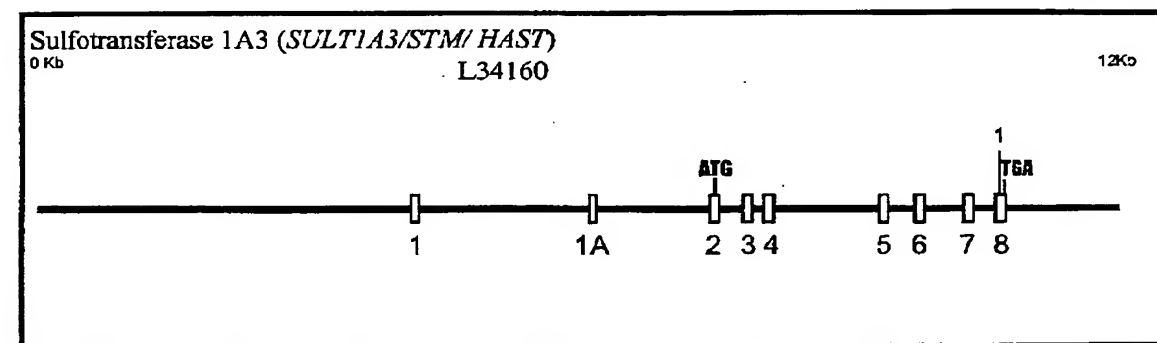 Sulfotransferase 1A3 (SULT1A3/STM/ HAST)
0 Kb
L34160
12Kb
1
ATG
TGA
1 1A 2 3 4 5 6 7 8